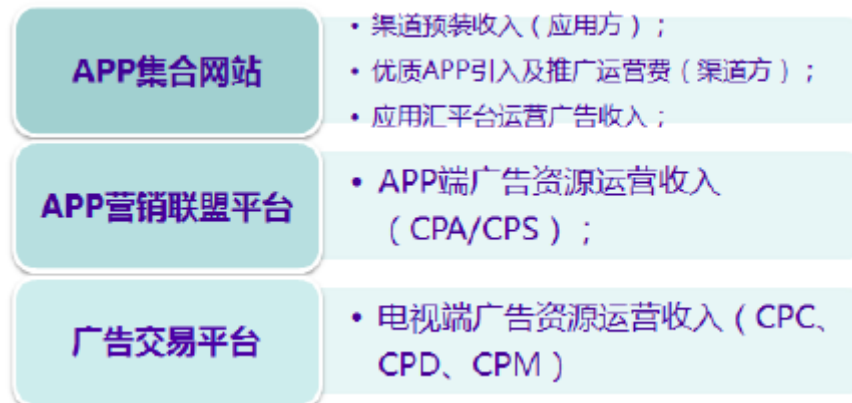 APP集合网站
• 渠道预装收入（应用方）；
• 优质APP引入及推广运营费（渠道方）；
• 应用汇平台运营广告收入；
APP营销联盟平台
• APP端广告资源运营收入
（CPA/CPS）；
广告交易平台
• 电视端广告资源运营收入（CPC、
CPD、CPM）